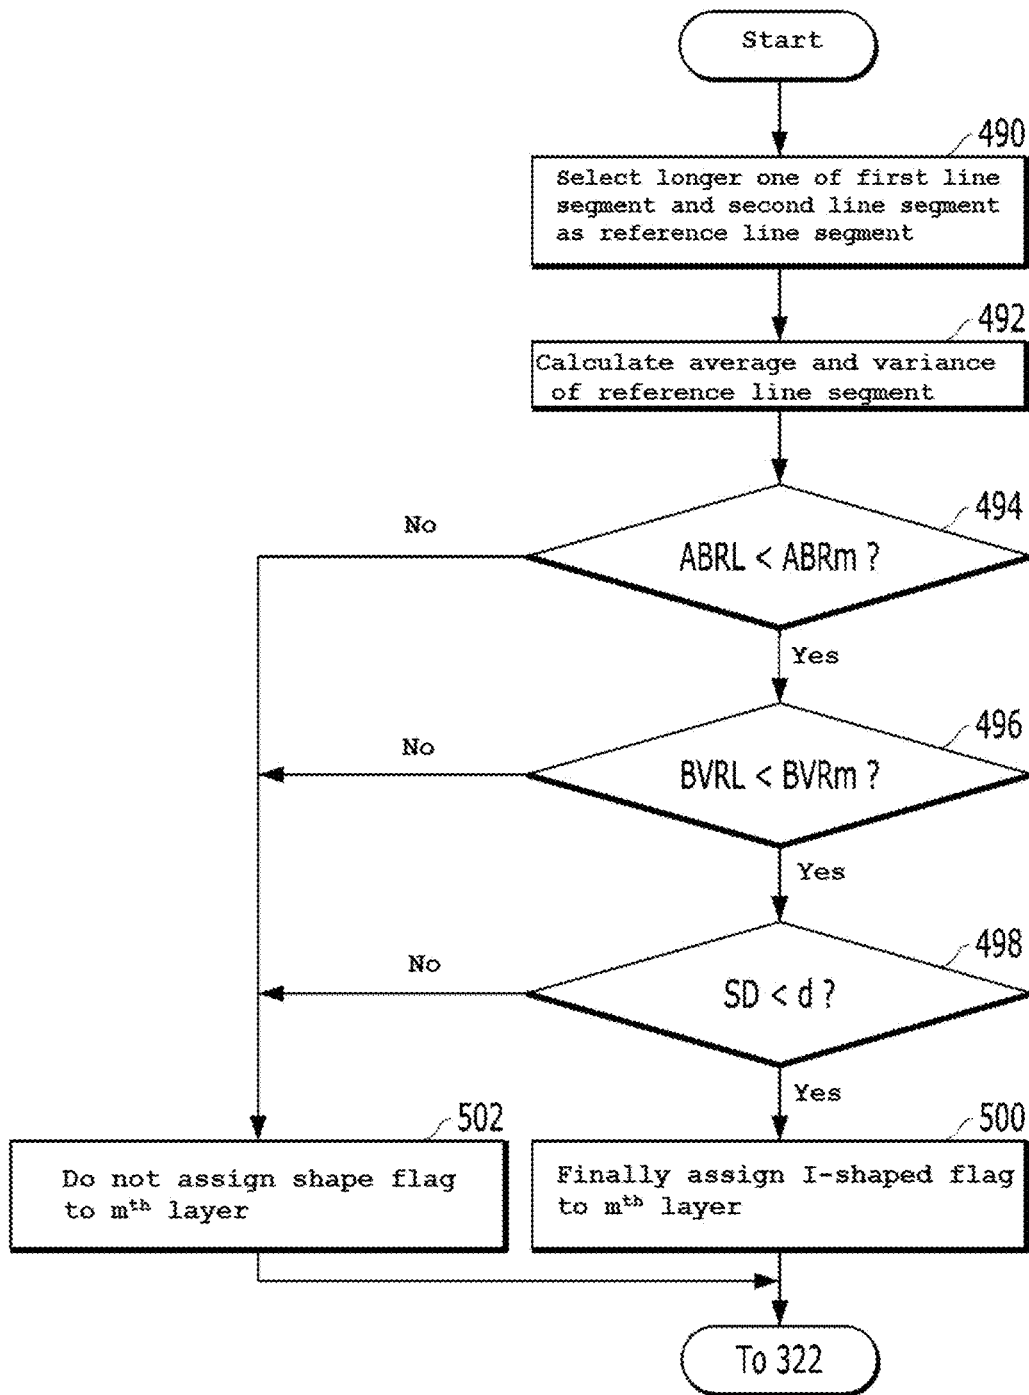 Start
490
Select longer one of first line
segment and second line segment
as reference line segment
492
Calculate average and variance
of reference line segment
494
No
ABRL < ABRm ?
Yes
496
No
BVRL < BVRm ?
Yes
498
No
SD < d ?
Yes
502
500
Do not assign shape flag
to mth layer
Finally assign I-shaped flag
to mth layer
To 322